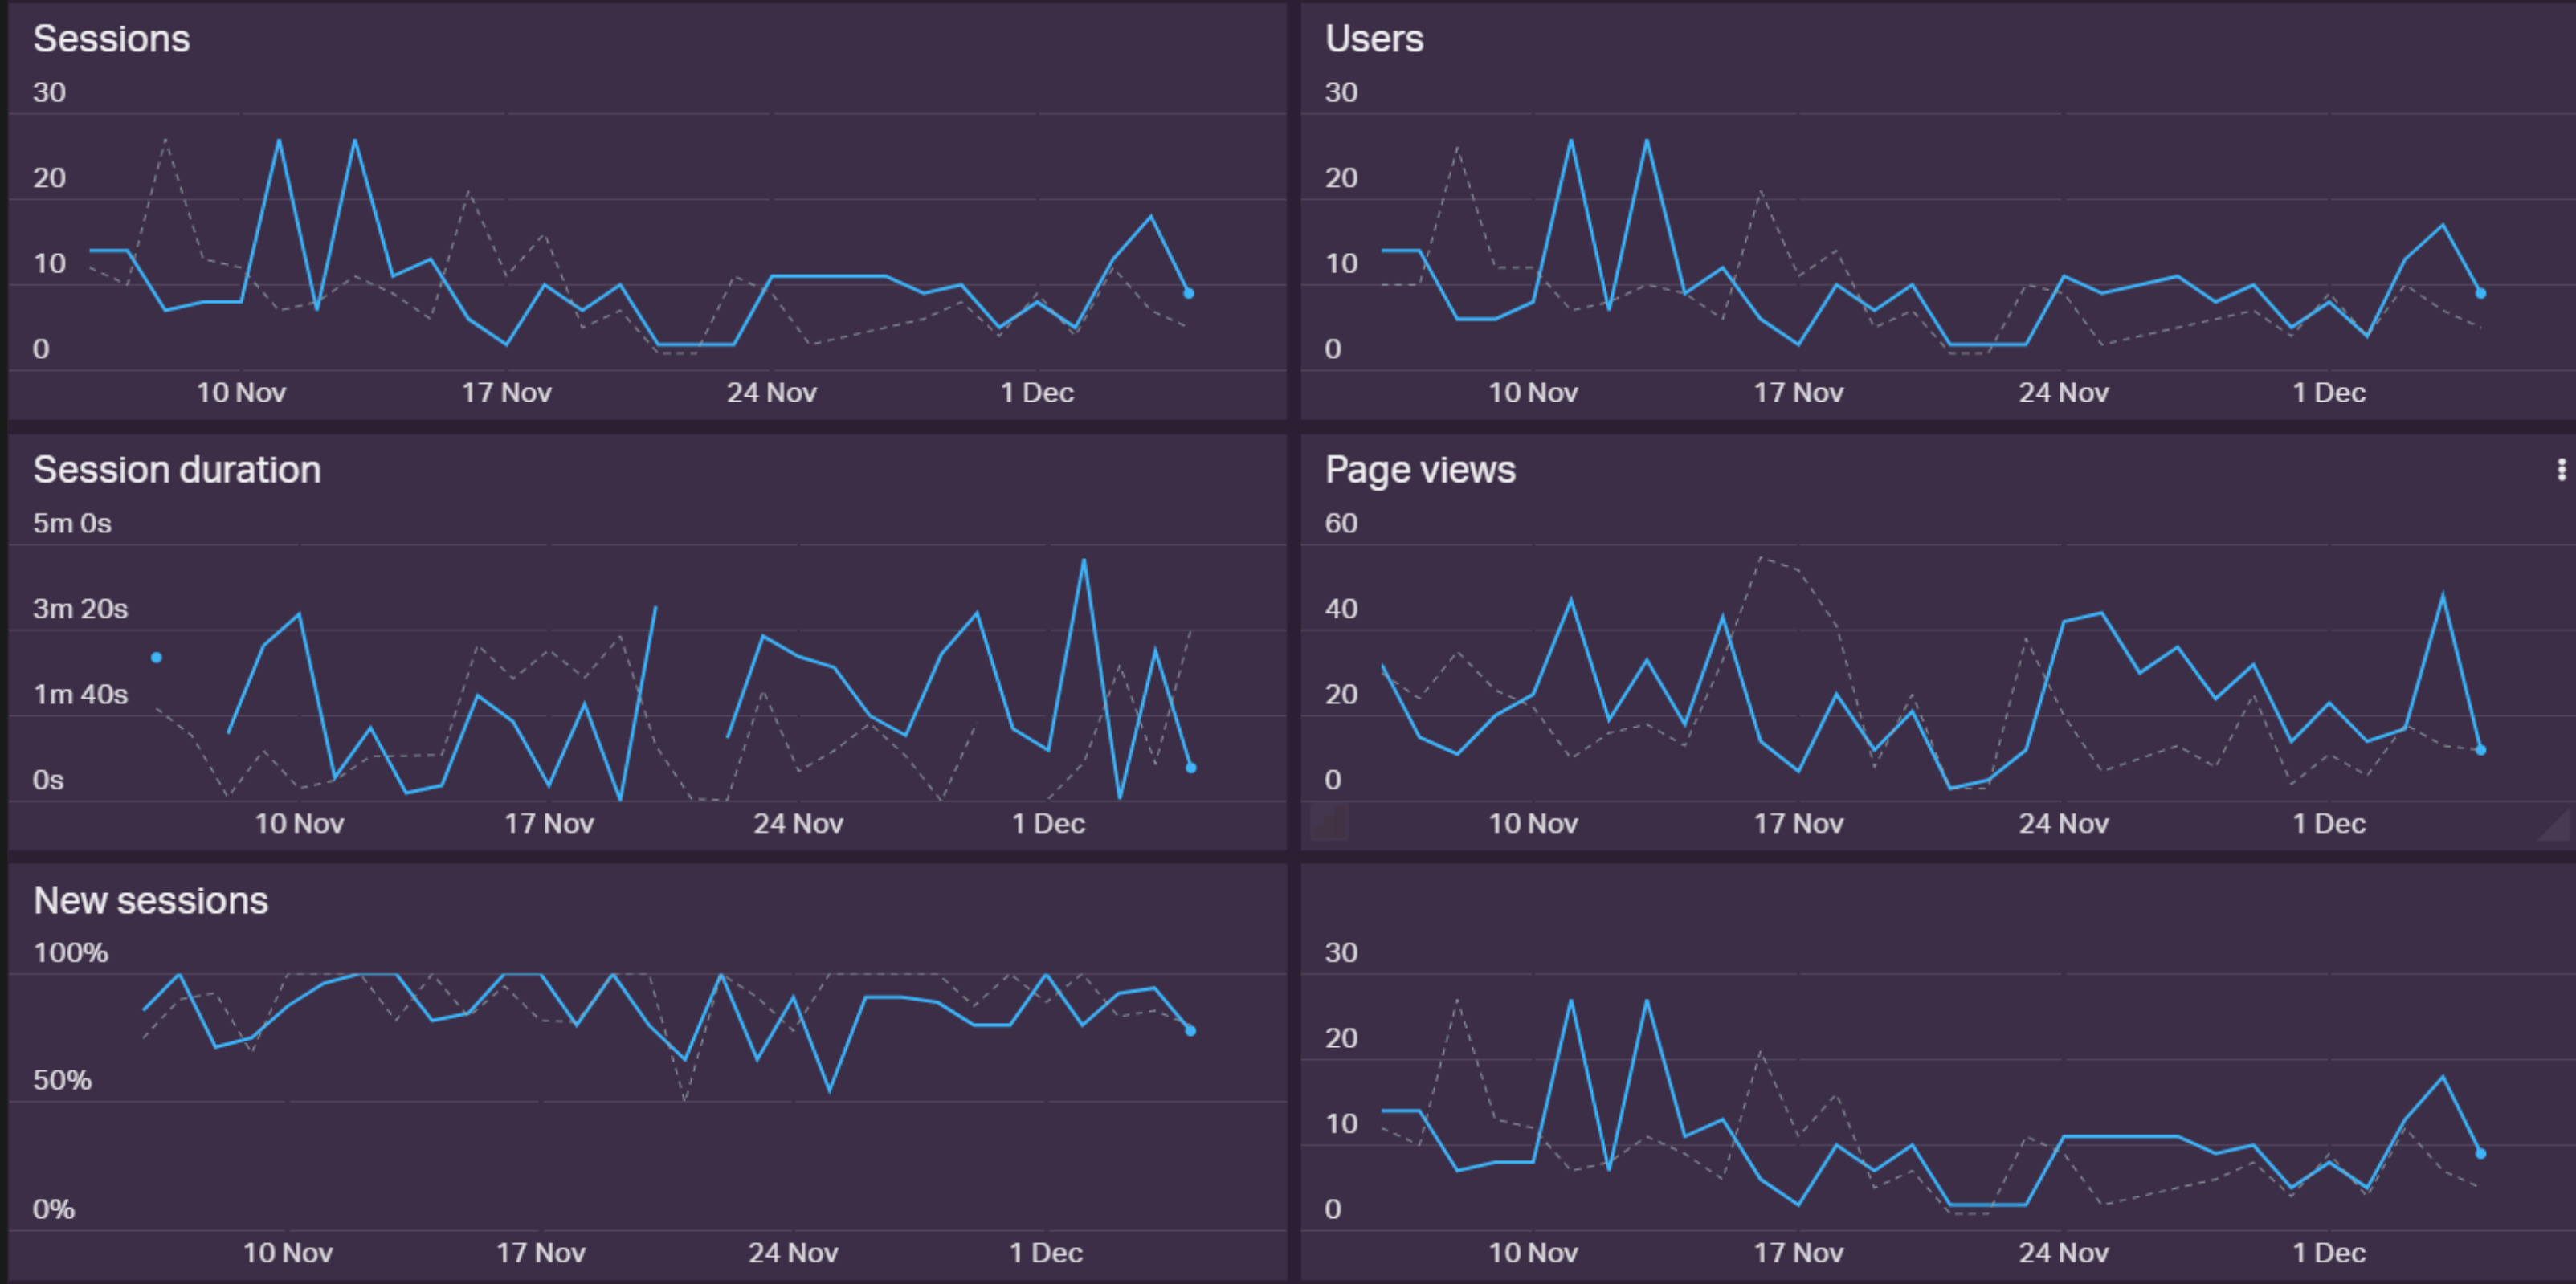 Sessions
30
20
10
0
10 Nov 17 Nov 24 Nov 1 Dec
Users
30
20
10
0
10 Nov 17 Nov 24 Nov 1 Dec
Session duration
5m 0s
3m 20s
1m 40s
0s
10 Nov 17 Nov 24 Nov 1 Dec
Page views
60
40
20
0
10 Nov 17 Nov 24 Nov 1 Dec
New sessions
100%
50%
0%
10 Nov 17 Nov 24 Nov 1 Dec
30
20
10
0
10 Nov 17 Nov 24 Nov 1 Dec